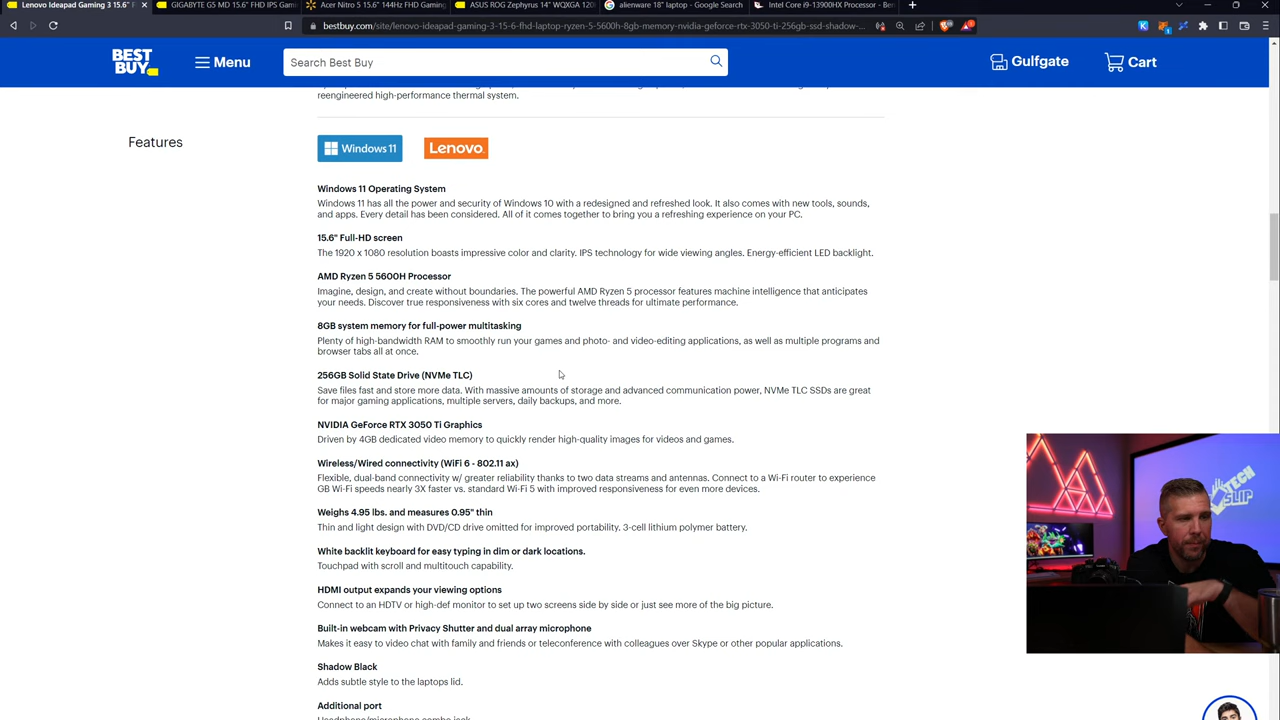 Lenovo Ideapad Gaming 3 15.6" F
GIGABYTE G5 MD 15.6" FHD IPS Gami
Acer Nitro 5 15.6" 144Hz FHD Gaming
ASUS ROG Zephyrus 14" WQXGA 120
alienware 18" laptop - Google Search
Intel Core i9-13900HX Processor - Ben
bestbuy.com/site/lenovo-ideapad-gaming-3-15-6-fhd-laptop-ryzen-5-5600h-8gb-memory-nvidia-geforce-rtx-3050-ti-256gb-ssd-shadow-...
BEST BUY
Menu
Search Best Buy
Gulfgate
Cart
reengineered high-performance thermal system.
Features
Windows 11
Lenovo.
Windows 11 Operating System
Windows 11 has all the power and security of Windows 10 with a redesigned and refreshed look. It also comes with new tools, sounds,
and apps. Every detail has been considered. All of it comes together to bring you a refreshing experience on your PC.
15.6" Full-HD screen
The 1920 x 1080 resolution boasts impressive color and clarity. IPS technology for wide viewing angles. Energy-efficient LED backlight.
AMD Ryzen 5 5600H Processor
Imagine, design, and create without boundaries. The powerful AMD Ryzen 5 processor features machine intelligence that anticipates
your needs. Discover true responsiveness with six cores and twelve threads for ultimate performance.
8GB system memory for full-power multitasking
Plenty of high-bandwidth RAM to smoothly run your games and photo- and video-editing applications, as well as multiple programs and
browser tabs all at once.
256GB Solid State Drive (NVMe TLC)
Save files fast and store more data. With massive amounts of storage and advanced communication power, NVMe TLC SSDs are great
for major gaming applications, multiple servers, daily backups, and more.
NVIDIA GeForce RTX 3050 Ti Graphics
Driven by 4GB dedicated video memory to quickly render high-quality images for videos and games.
Wireless/Wired connectivity (WiFi 6 - 802.11 ax)
Flexible, dual-band connectivity w/ greater reliability thanks to two data streams and antennas. Connect to a Wi-Fi router to experience
GB Wi-Fi speeds nearly 3X faster vs. standard Wi-Fi 5 with improved responsiveness for even more devices.
Weighs 4.95 lbs. and measures 0.95" thin
Thin and light design with DVD/CD drive omitted for improved portability. 3-cell lithium polymer battery.
White backlit keyboard for easy typing in dim or dark locations.
Touchpad with scroll and multitouch capability.
HDMI output expands your viewing options
Connect to an HDTV or high-def monitor to set up two screens side by side or just see more of the big picture.
Built-in webcam with Privacy Shutter and dual array microphone
Makes it easy to video chat with family and friends or teleconference with colleagues over Skype or other popular applications.
Shadow Black
Adds subtle style to the laptops lid.
Additional port
Headphone/microphone combo jack
TECH
SLIP